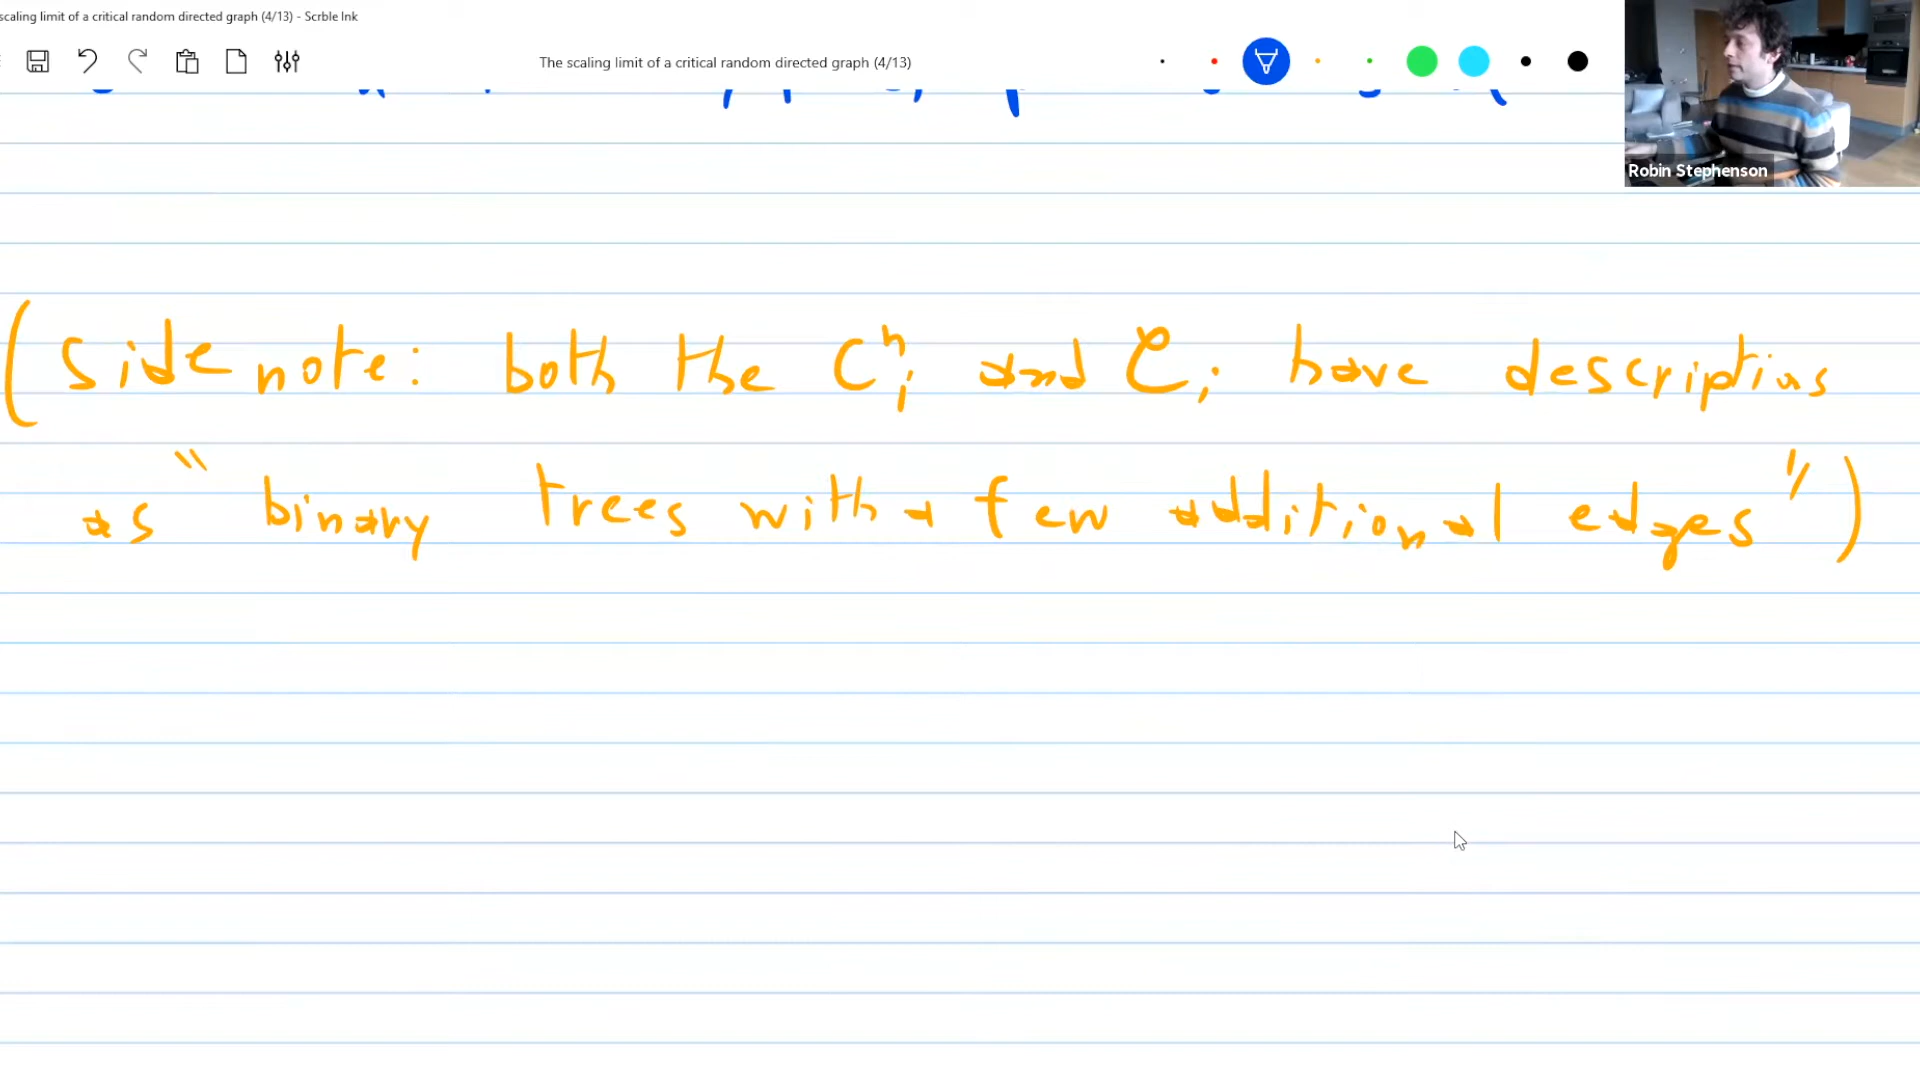 scaling limit of a critical random directed graph (4/13) - Scrble Ink
The scaling limit of a critical random directed graph (4/13)
Robin Stephenson
(Side note: both the C^n_i and C_i have descriptions
as "binary trees with a few additional edges")